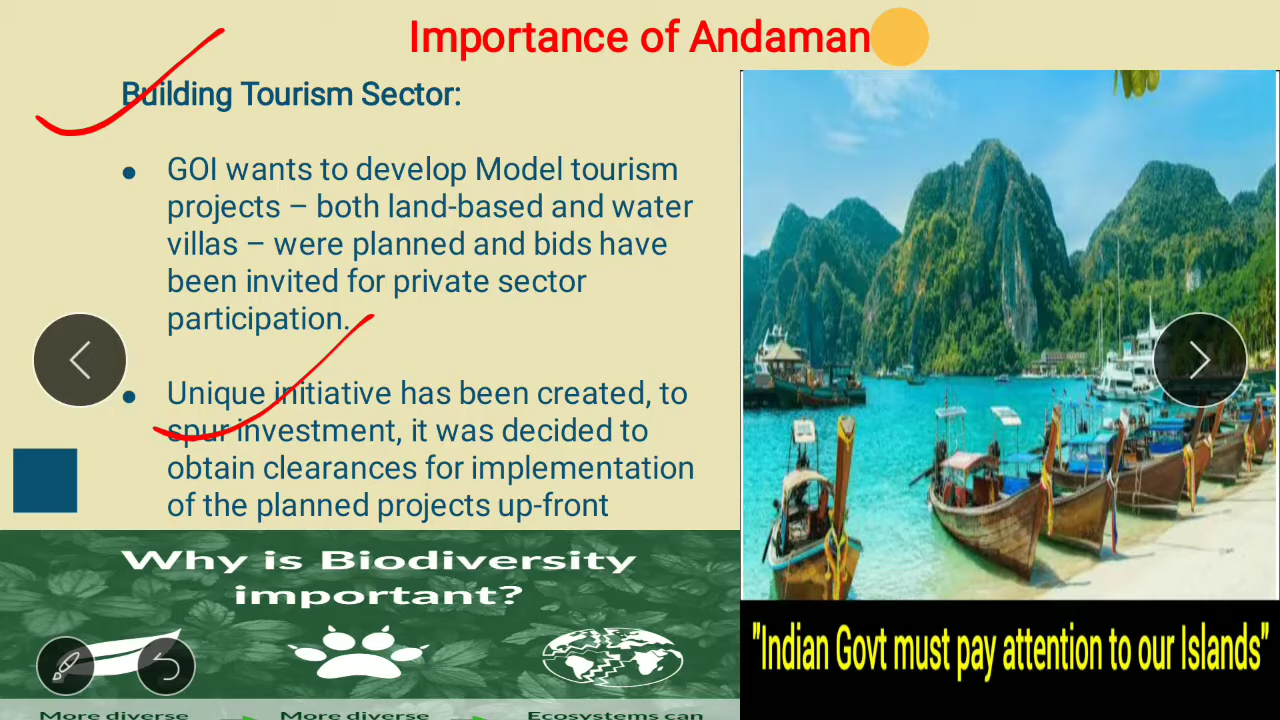 Importance of Andaman
Building Tourism Sector:
• GOI wants to develop Model tourism
projects – both land-based and water
villas – were planned and bids have
been invited for private sector
participation.
• Unique initiative has been created, to
spur investment, it was decided to
obtain clearances for implementation
of the planned projects up-front
Why is Biodiversity
important?
More diverse
More diverse
Ecosystems can
"Indian Govt must pay attention to our Islands"